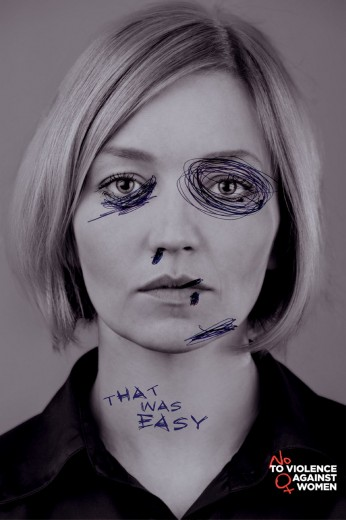 THAT
WAS
EASY
No
TO VIOLENCE
AGAINST
WOMEN